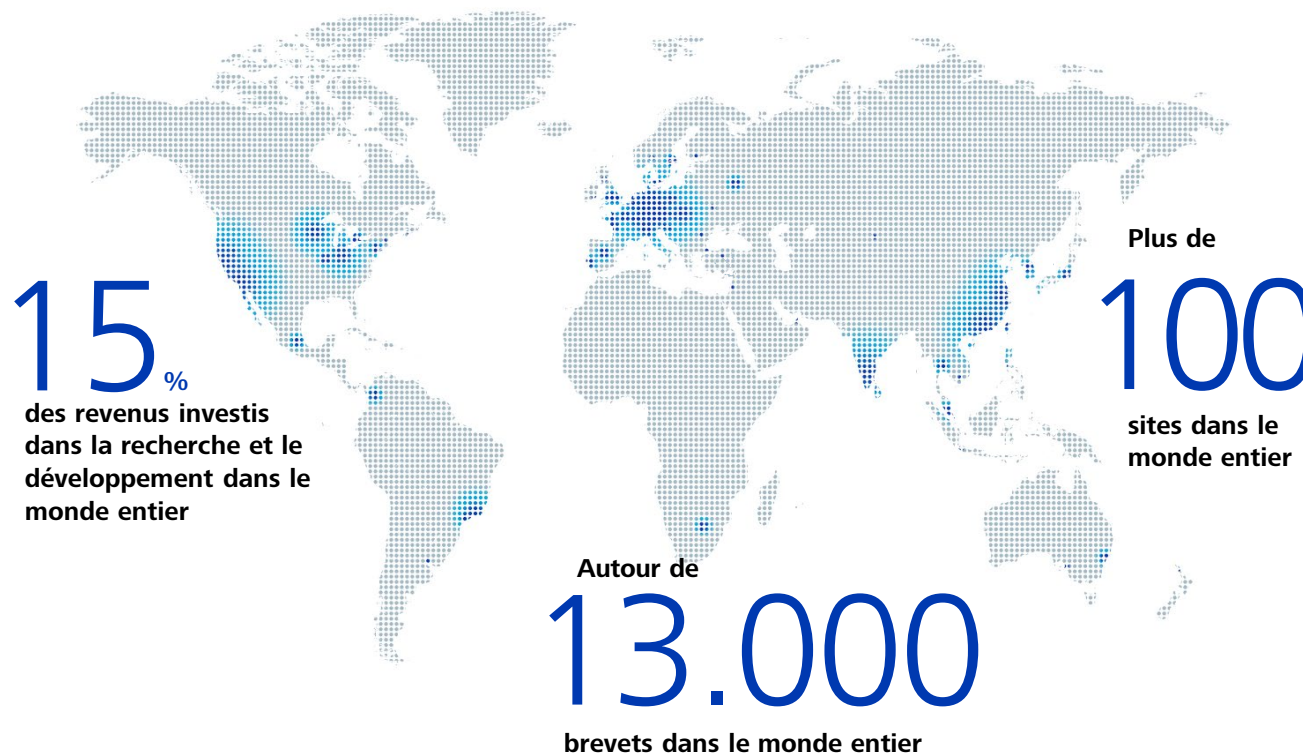 15
%
des revenus investis
dans la recherche et le
développement dans le
monde entier
Plus de
100
sites dans le
monde entier
Autour de
13.000
brevets dans le monde entier